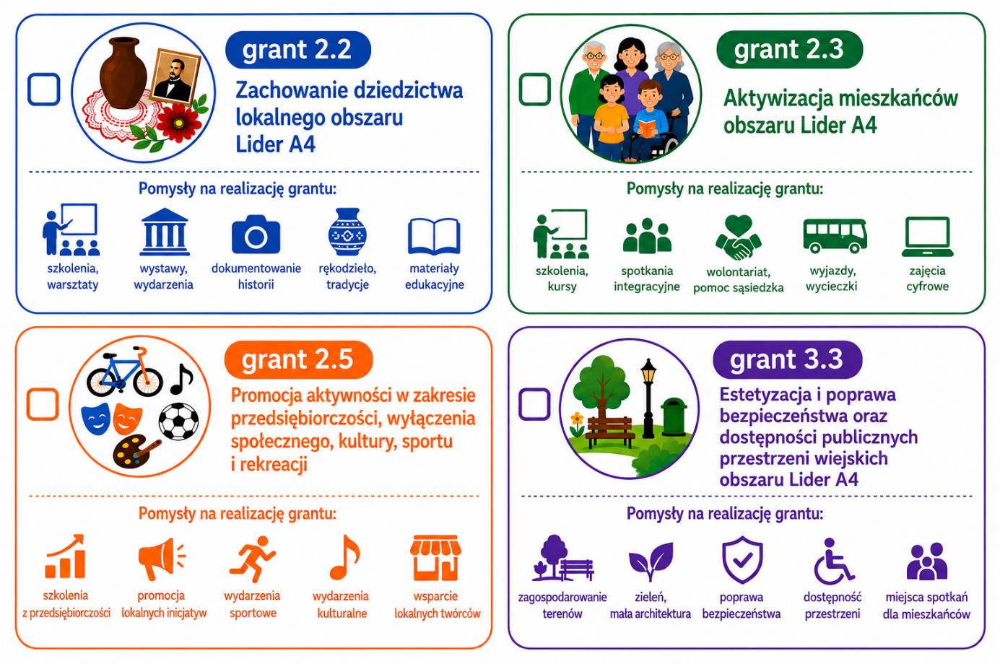 grant 2.2
Zachowanie dziedzictwa
lokalnego obszaru
Lider A4
Pomysły na realizację grantu:
szkolenia,
warsztaty
wystawy,
wydarzenia
dokumentowanie
historii
rękodzieło,
tradycje
materiały
edukacyjne
grant 2.3
Aktywizacja mieszkańców
obszaru Lider A4
Pomysły na realizację grantu:
szkolenia,
kursy
spotkania
integracyjne
wolontariat,
pomoc sąsiedzka
wyjazdy,
wycieczki
zajęcia
cyfrowe
grant 2.5
Promocja aktywności w zakresie
przedsiębiorczości, wyłączenia
społecznego, kultury, sportu
i rekreacji
Pomysły na realizację grantu:
szkolenia
z przedsiębiorczości
promocja
lokalnych inicjatyw
wydarzenia
sportowe
wydarzenia
kulturalne
wsparcie
lokalnych twórców
grant 3.3
Estetyzacja i poprawa
bezpieczeństwa oraz
dostępności publicznych
przestrzeni wiejskich
obszaru Lider A4
Pomysły na realizację grantu:
zagospodarowanie
terenów
zieleń,
mała architektura
poprawa
bezpieczeństwa
dostępność
przestrzeni
miejsca spotkań
dla mieszkańców